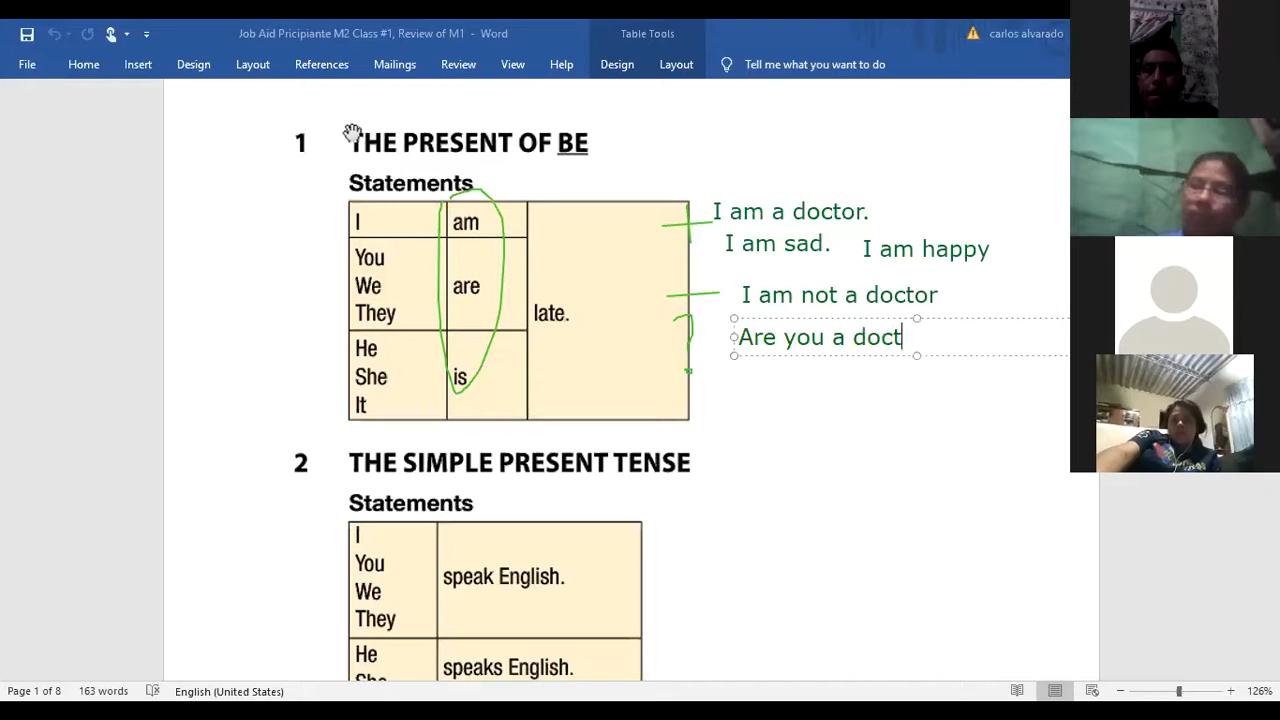 Job Aid Pricipiante M2 Class #1, Review of M1 - Word
Table Tools
carlos alvarado
File Home Insert Design Layout References Mailings Review View Help Design Layout Tell me what you want to do
1 THE PRESENT OF BE
Statements
I am
You
We are
They
late.
He
She is
It
I am a doctor.
I am sad. I am happy
I am not a doctor
Are you a doct
2 THE SIMPLE PRESENT TENSE
Statements
I
You
We
They
speak English.
He
speaks English.
She
Page 1 of 8 163 words English (United States) 126%